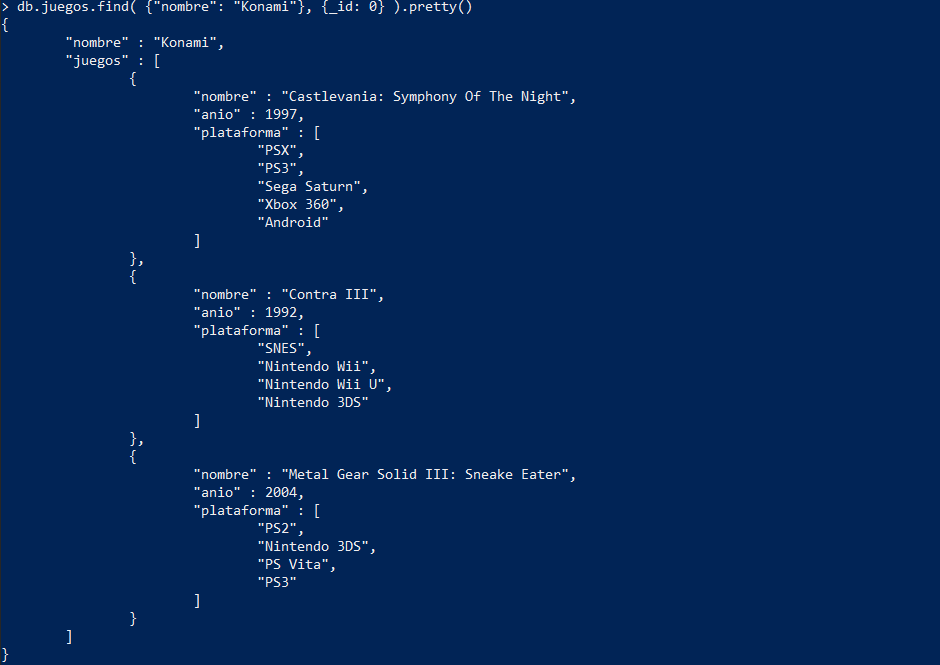 > db.juegos.find( {"nombre": "Konami"}, {_id: 0} ).pretty()
{
        "nombre" : "Konami",
        "juegos" : [
                {
                        "nombre" : "Castlevania: Symphony Of The Night",
                        "anio" : 1997,
                        "plataforma" : [
                                "PSX",
                                "PS3",
                                "Sega Saturn",
                                "Xbox 360",
                                "Android"
                        ]
                },
                {
                        "nombre" : "Contra III",
                        "anio" : 1992,
                        "plataforma" : [
                                "SNES",
                                "Nintendo Wii",
                                "Nintendo Wii U",
                                "Nintendo 3DS"
                        ]
                },
                {
                        "nombre" : "Metal Gear Solid III: Sneake Eater",
                        "anio" : 2004,
                        "plataforma" : [
                                "PS2",
                                "Nintendo 3DS",
                                "PS Vita",
                                "PS3"
                        ]
                }
        ]
}